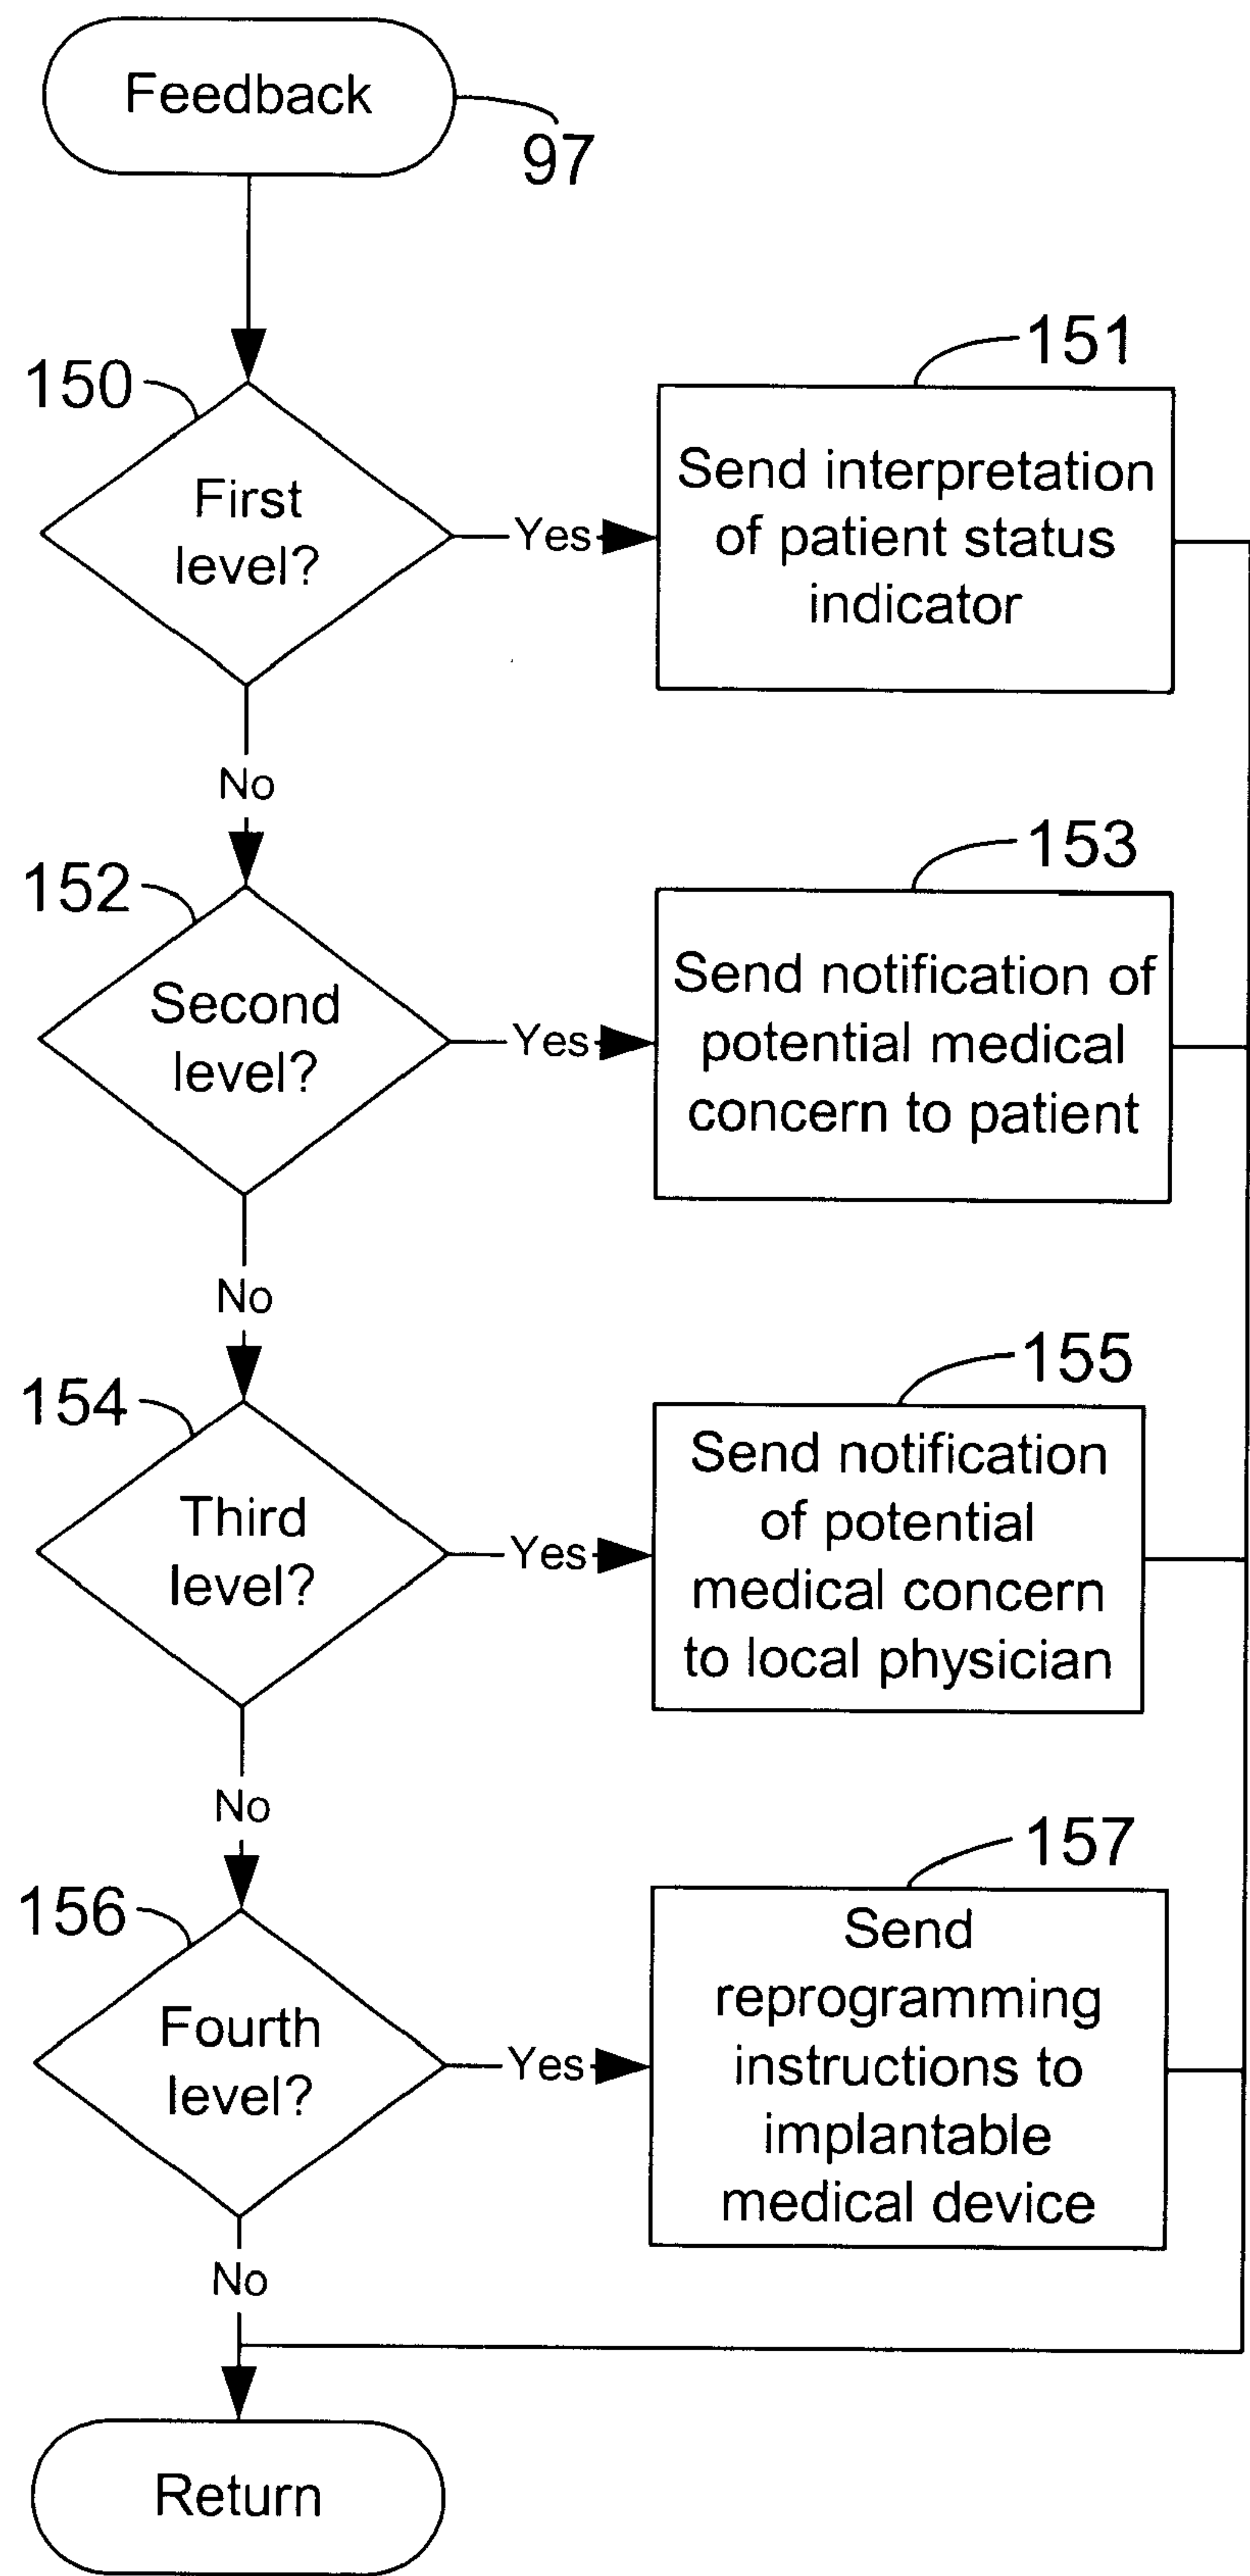 Feedback
97
150
First
level?
Yes
151
Send interpretation
of patient status
indicator
No
152
Second
level?
Yes
153
Send notification of
potential medical
concern to patient
No
154
Third
level?
Yes
155
Send notification
of potential
medical concern
to local physician
No
156
Fourth
level?
Yes
157
Send
reprogramming
instructions to
implantable
medical device
No
Return